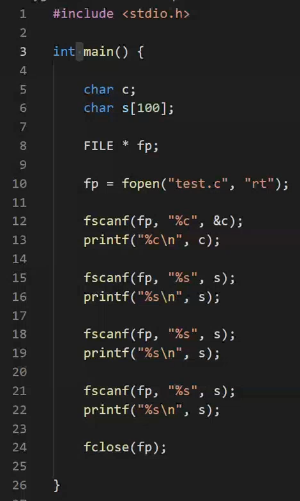 1 #include <stdio.h>
2
3 int main() {
4
5 char c;
6 char s[100];
7
8 FILE * fp;
9
10 fp = fopen("test.c", "rt");
11
12 fscanf(fp, "%c", &c);
13 printf("%c\n", c);
14
15 fscanf(fp, "%s", s);
16 printf("%s\n", s);
17
18 fscanf(fp, "%s", s);
19 printf("%s\n", s);
20
21 fscanf(fp, "%s", s);
22 printf("%s\n", s);
23
24 fclose(fp);
25
26 }